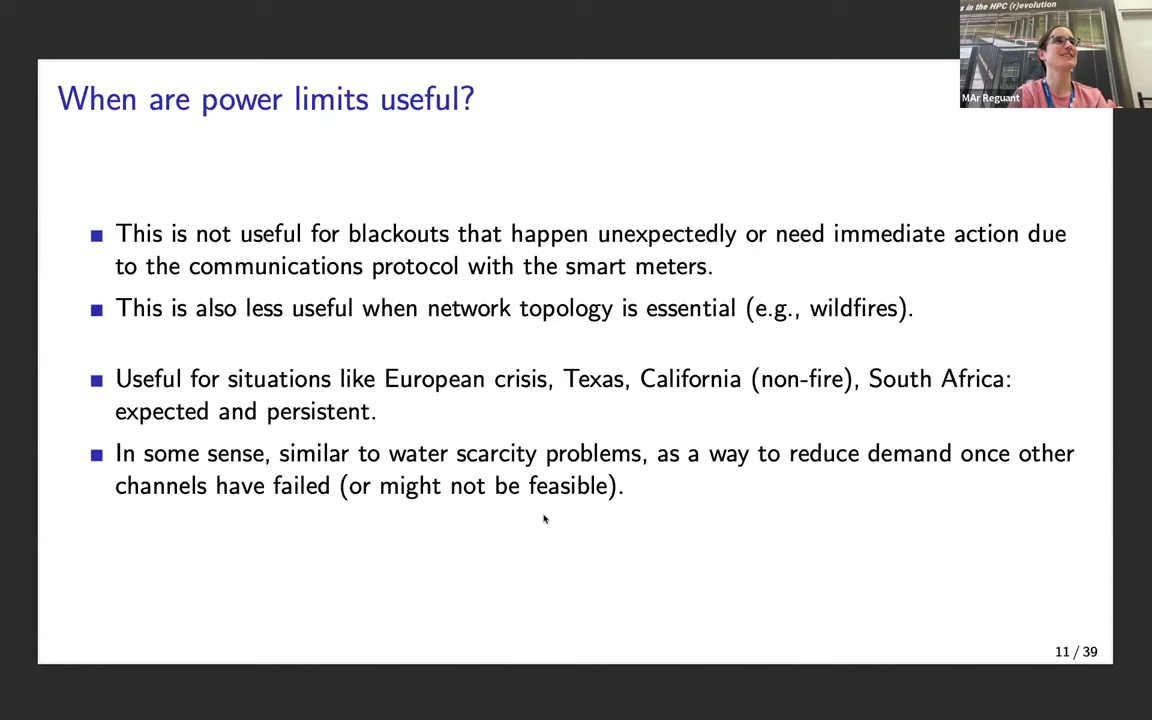 s in the HPC (r)evolution
MAr Reguant
When are power limits useful?
This is not useful for blackouts that happen unexpectedly or need immediate action due
to the communications protocol with the smart meters.
This is also less useful when network topology is essential (e.g., wildfires).
Useful for situations like European crisis, Texas, California (non-fire), South Africa:
expected and persistent.
In some sense, similar to water scarcity problems, as a way to reduce demand once other
channels have failed (or might not be feasible).
11 / 39